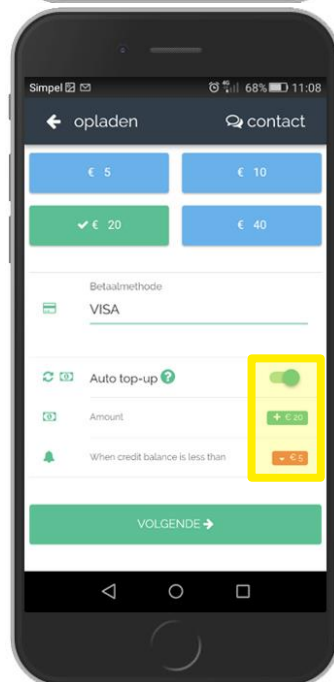 Simpel 68% 11:08
opladen contact
€ 5 € 10
€ 20 € 40
Betaalmethode
VISA
Auto top-up ?
Amount + € 20
When credit balance is less than - € 5
VOLGENDE